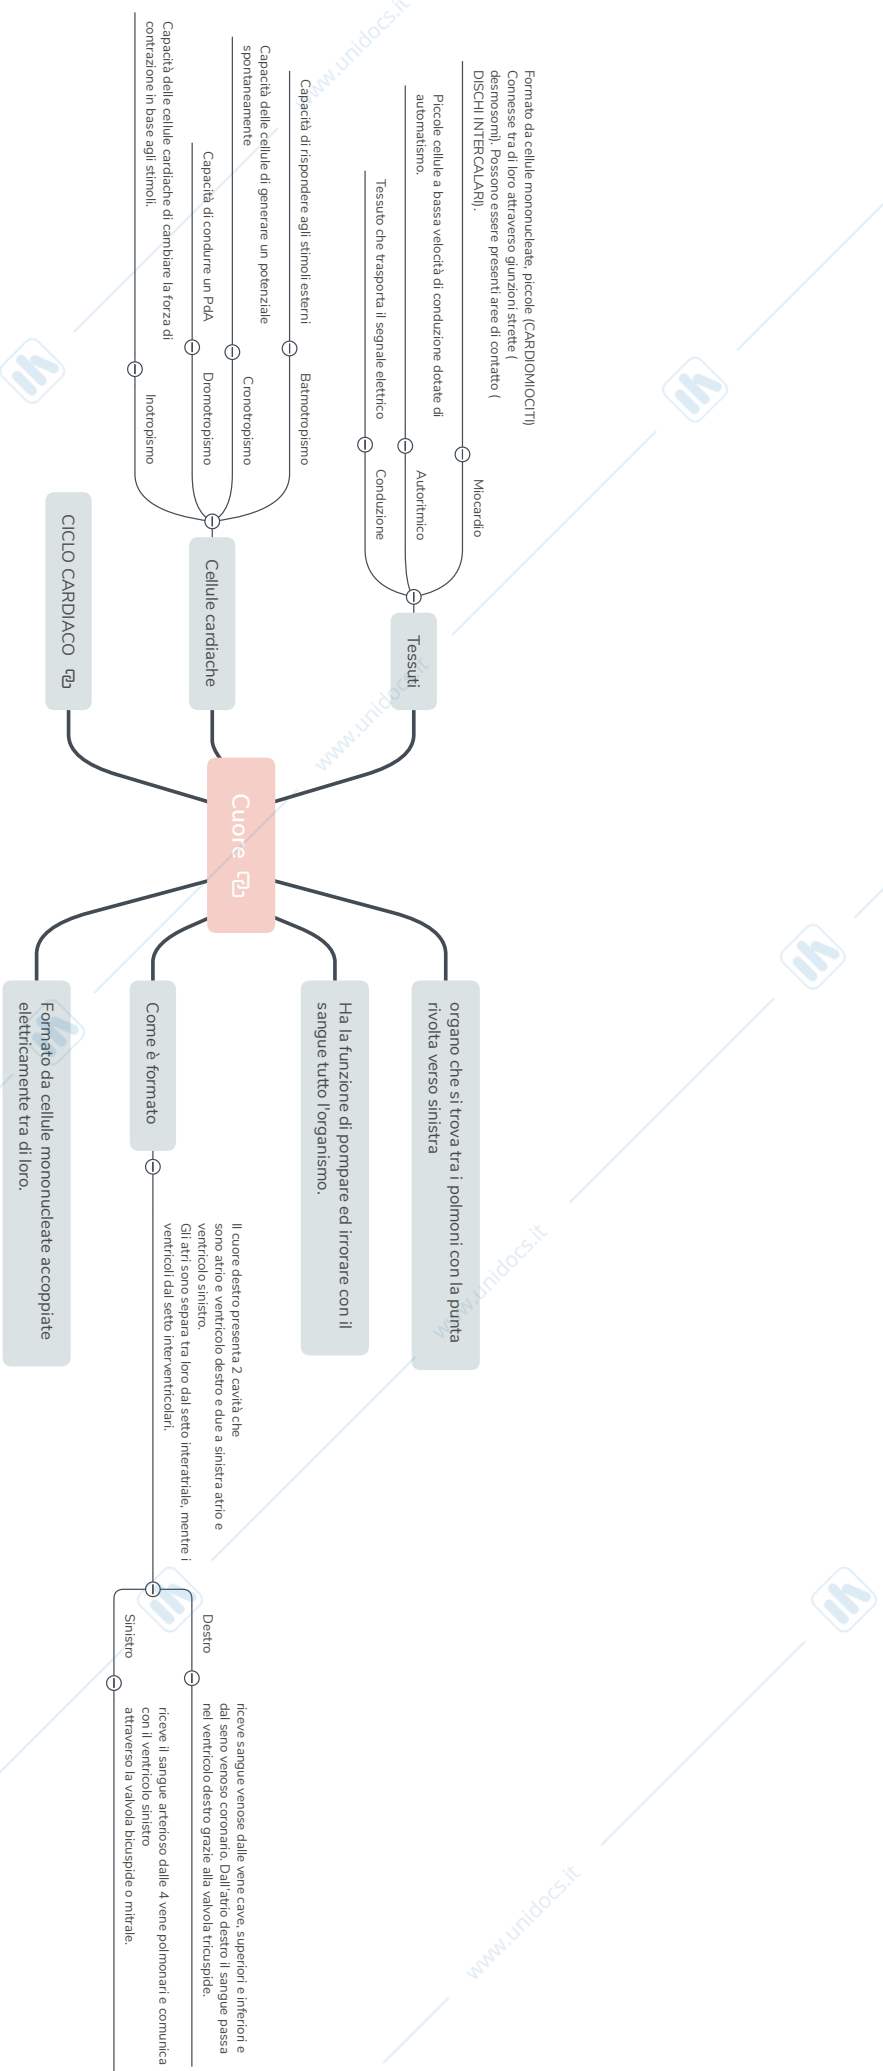 Formato da cellule mononucleate, piccole (CARDIOMIOCITI)
Connesse tra di loro attraverso giunzioni strette (
desmosomi). Possono essere presenti aree di contatto (
DISCHI INTERCALARI).
Miocardio
Piccole cellule a bassa velocità di conduzione dotate di
automatismo.
Autoritmico
Tessuto che trasporta il segnale elettrico
Conduzione
Tessuti
Capacità di rispondere agli stimoli esterni
Batmotropismo
Capacità delle cellule di generare un potenziale
spontaneamente
Cronotropismo
Capacità di condurre un PdA
Dromotropismo
Capacità delle cellule cardiache di cambiare la forza di
contrazione in base agli stimoli.
Inotropismo
Cellule cardiache
CICLO CARDIACO
Cuore
organo che si trova tra i polmoni con la punta
rivolta verso sinistra
Ha la funzione di pompare ed irrorare con il
sangue tutto l'organismo.
Come è formato
Il cuore destro presenta 2 cavità che
sono atrio e ventricolo destro e due a sinistra atrio e
ventricolo sinistro.
Gli atri sono separa tra loro dal setto interatriale, mentre i
ventricoli dal setto interventricolari.
Destro
riceve sangue venose dalle vene cave, superiori e inferiori e
dal seno venoso coronario. Dall'atrio destro il sangue passa
nel ventricolo destro grazie alla valvola tricuspide.
Sinistro
riceve il sangue arterioso dalle 4 vene polmonari e comunica
con il ventricolo sinistro
attraverso la valvola bicuspide o mitrale.
Formato da cellule mononucleate accoppiate
elettricamente tra di loro.
www.unidocs.it
www.unidocs.it
www.unidocs.it
www.unidocs.it